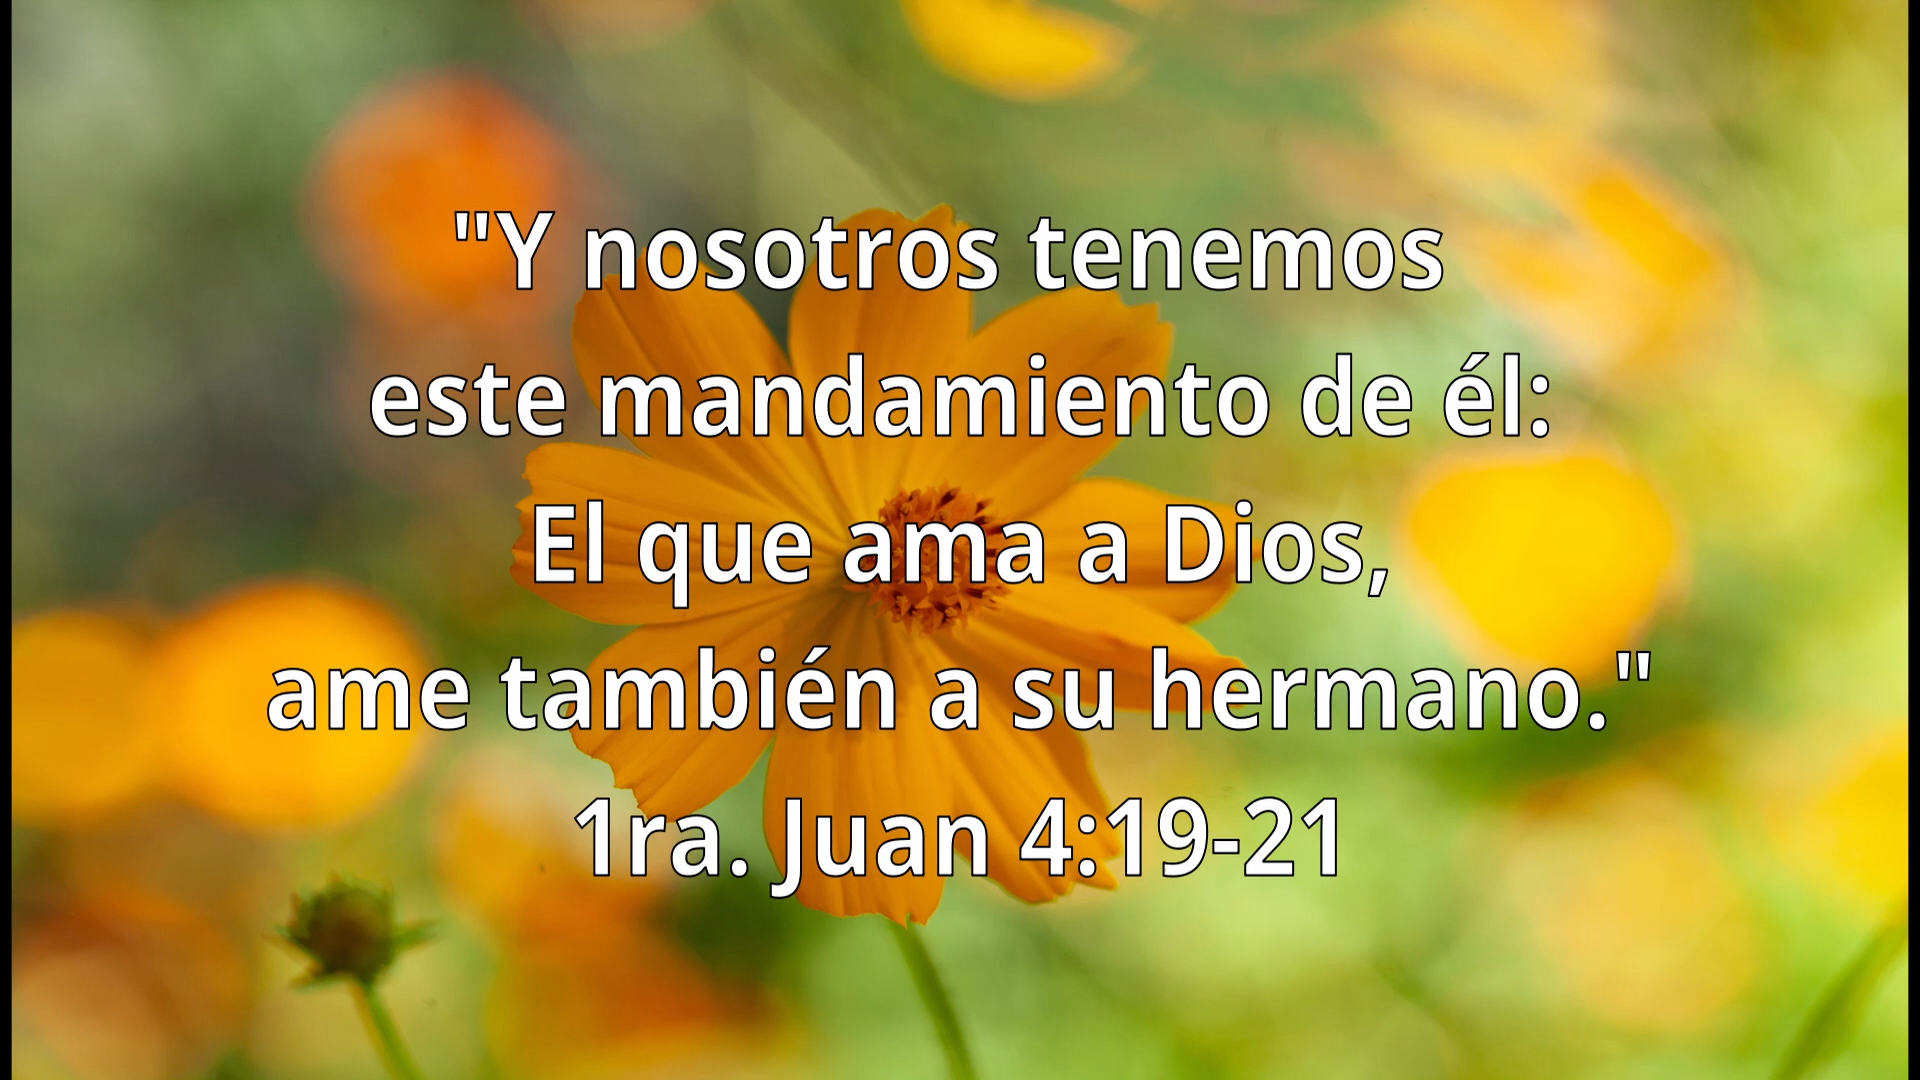 "Y nosotros tenemos
este mandamiento de él:
El que ama a Dios,
ame también a su hermano."
1ra. Juan 4:19-21